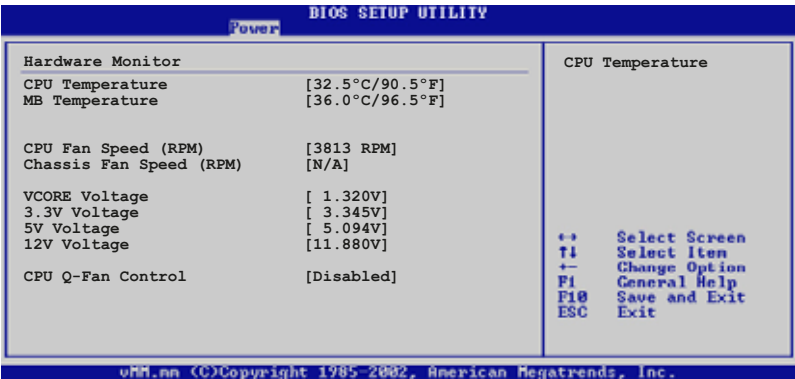 BIOS SETUP UTILITY
Power
Hardware Monitor
CPU Temperature [32.5°C/90.5°F]
MB Temperature [36.0°C/96.5°F]
CPU Fan Speed (RPM) [3813 RPM]
Chassis Fan Speed (RPM) [N/A]
VCORE Voltage [ 1.320V]
3.3V Voltage [ 3.345V]
5V Voltage [ 5.094V]
12V Voltage [11.880V]
CPU Q-Fan Control [Disabled]
CPU Temperature
↔ Select Screen
↑↓ Select Item
+- Change Option
F1 General Help
F10 Save and Exit
ESC Exit
vMM.mm (C)Copyright 1985-2002, American Megatrends, Inc.